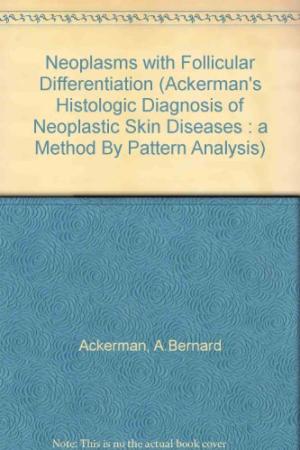 Neoplasms with Follicular
Differentiation (Ackerman's
Histologic Diagnosis of
Neoplastic Skin Diseases : a
Method By Pattern Analysis)
Ackerman, A.Bernard
Note: This is no the actual book cover